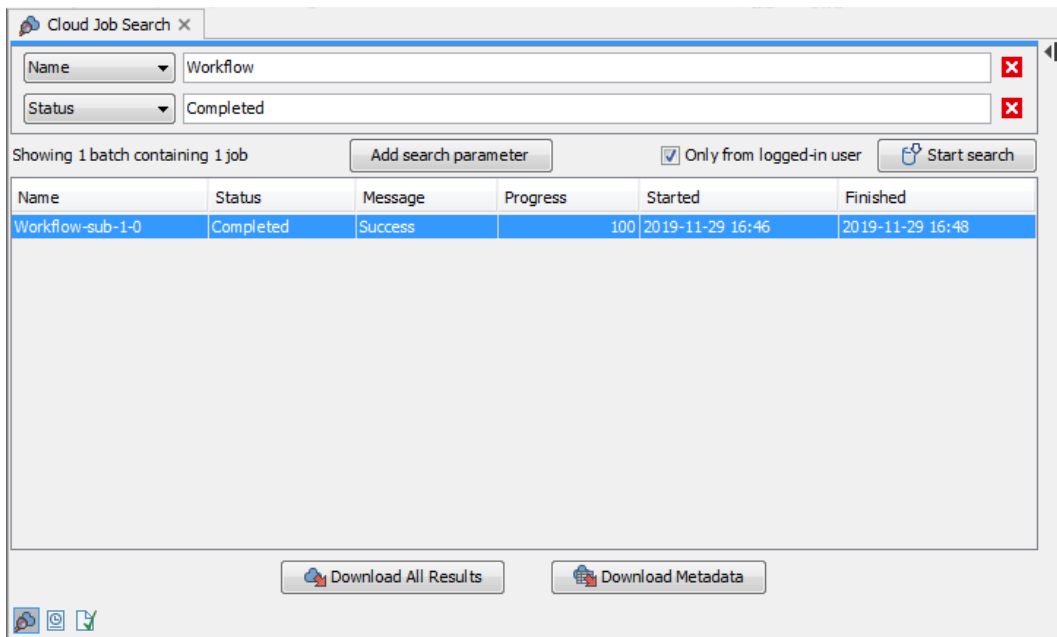 Cloud Job Search
Name Workflow
Status Completed
Showing 1 batch containing 1 job Add search parameter Only from logged-in user Start search
Name Status Message Progress Started Finished
Workflow-sub-1-0 Completed Success 100 2019-11-29 16:46 2019-11-29 16:48
Download All Results Download Metadata